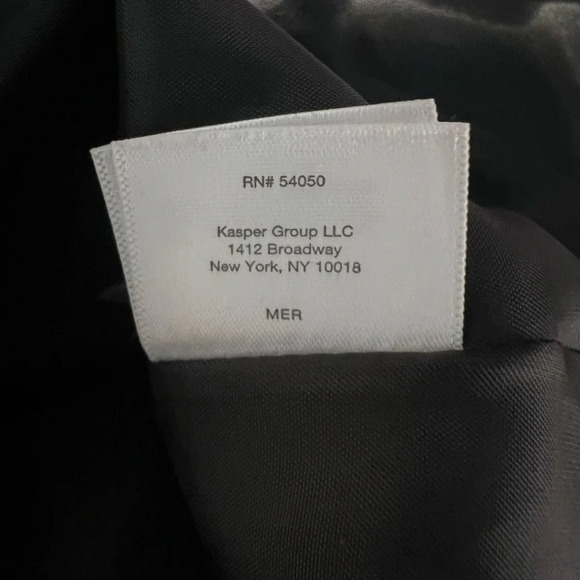 RN# 54050
Kasper Group LLC
1412 Broadway
New York, NY 10018
MER